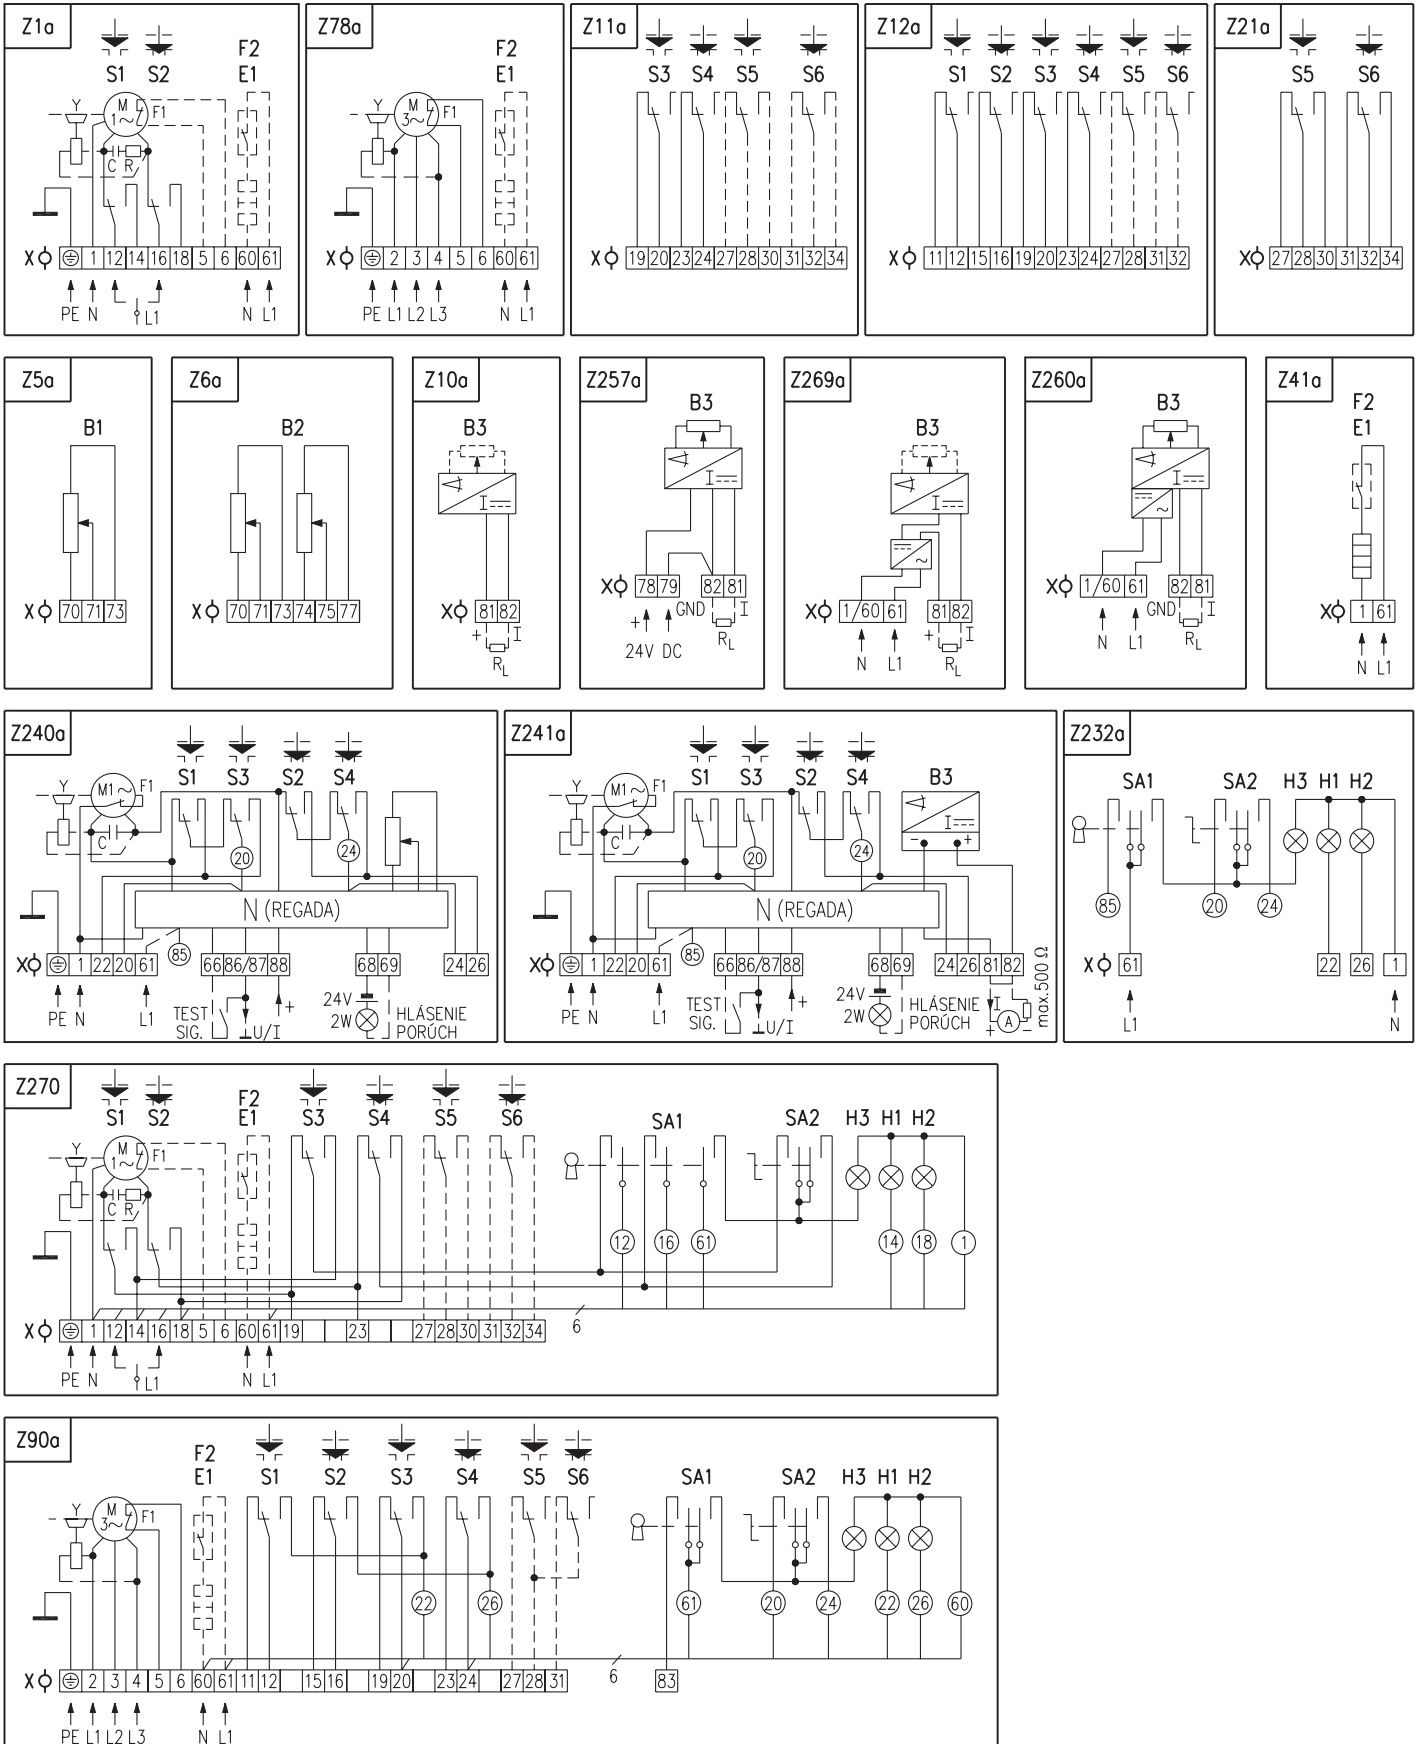 Z1a
S1 S2 F2
E1
Y M 1~ F1
C R
X PE 1 12 14 16 18 5 6 60 61
PE N L1 N L1
Z78a
F2
E1
Y M 3~ F1
X 2 3 4 5 6 60 61
PE L1 L2 L3 N L1
Z11a
S3 S4 S5 S6
X 19 20 23 24 27 28 30 31 32 34
Z12a
S1 S2 S3 S4 S5 S6
X 11 12 15 16 19 20 23 24 27 28 31 32
Z21a
S5 S6
X 27 28 30 31 32 34
Z5a
B1
X 70 71 73
Z6a
B2
X 70 71 73 74 75 77
Z10a
B3
I
X 81 82
+ I
RL
Z257a
B3
I
X 78 79 82 81
+ GND I
24V DC RL
Z269a
B3
I
~
X 1/60 61 81 82
+ I
N L1 RL
Z260a
B3
I
~
X 1/60 61 82 81
GND I
N L1 RL
Z41a
F2
E1
X 1 61
N L1
Z240a
S1 S3 S2 S4
Y M1~ F1
C
20 24
N (REGADA)
85
X 1 22 20 61 66 86/87 88 68 69 24 26
PE N L1 TEST SIG. U/I + 24V 2W HLÁSENIE PORÚCH
Z241a
S1 S3 S2 S4 B3
Y M1~ F1
C I
- +
20 24
N (REGADA)
85
X 1 22 20 61 66 86/87 88 68 69 24 26 81 82
PE N L1 TEST SIG. U/I + 24V 2W HLÁSENIE PORÚCH I A + - max.500 Ω
Z232a
SA1 SA2 H3 H1 H2
85 20 24
X 61 22 26 1
L1 N
Z270
S1 S2 F2
E1 S3 S4 S5 S6 SA1 SA2 H3 H1 H2
Y M 1~ F1
C R
12 16 61 14 18 1
X 1 12 14 16 18 5 6 60 61 19 23 27 28 30 31 32 34 6
PE N L1 N L1
Z90a
F2
E1 S1 S2 S3 S4 S5 S6 SA1 SA2 H3 H1 H2
Y M 3~ F1
22 26 61 20 24 22 26 60
X 2 3 4 5 6 60 61 11 12 15 16 19 20 23 24 27 28 31 6 83
PE L1 L2 L3 N L1